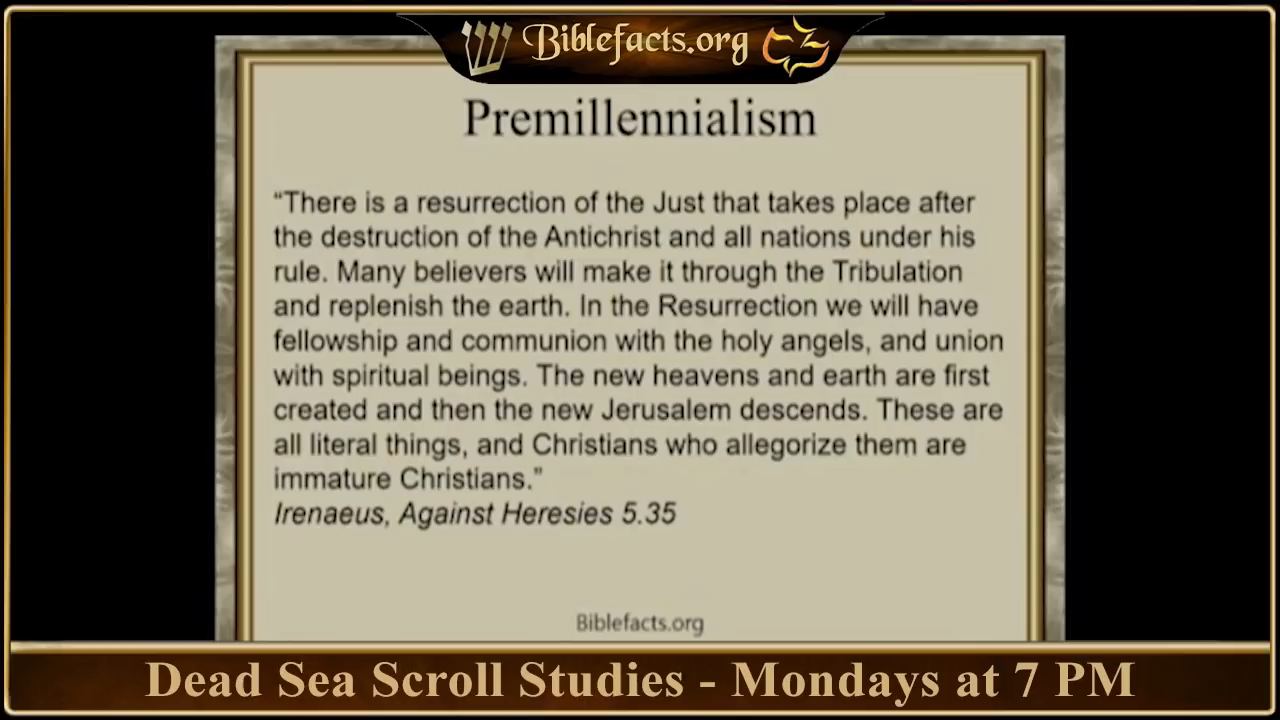 Biblefacts.org
Premillennialism
“There is a resurrection of the Just that takes place after
the destruction of the Antichrist and all nations under his
rule. Many believers will make it through the Tribulation
and replenish the earth. In the Resurrection we will have
fellowship and communion with the holy angels, and union
with spiritual beings. The new heavens and earth are first
created and then the new Jerusalem descends. These are
all literal things, and Christians who allegorize them are
immature Christians.”
Irenaeus, Against Heresies 5.35
Biblefacts.org
Dead Sea Scroll Studies - Mondays at 7 PM